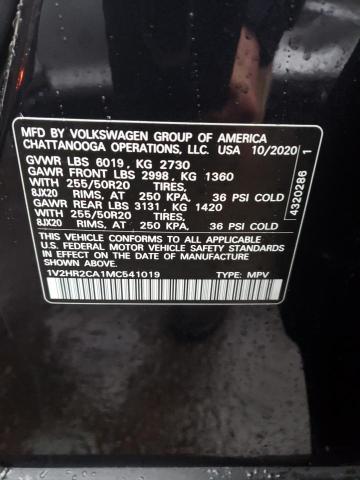 MFD BY VOLKSWAGEN GROUP OF AMERICA
CHATTANOOGA OPERATIONS, LLC. USA 10/2020
GVWR LBS 6019, KG 2730
GAWR FRONT LBS 2998, KG 1360
WITH 255/50R20 TIRES,
8JX20 RIMS, AT 250 KPA, 36 PSI COLD
GAWR REAR LBS 3131, KG 1420
WITH 255/50R20 TIRES,
8JX20 RIMS, AT 250 KPA, 36 PSI COLD
THIS VEHICLE CONFORMS TO ALL APPLICABLE
U.S. FEDERAL MOTOR VEHICLE SAFETY STANDARDS
IN EFFECT ON THE DATE OF MANUFACTURE
SHOWN ABOVE.
1V2HR2CA1MC541019 TYPE: MPV
4320286 1